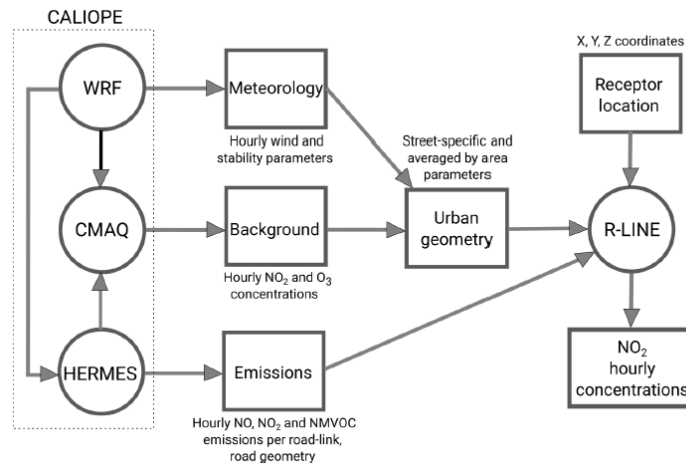 CALIOPE
WRF
Meteorology
Hourly wind and
stability parameters
X, Y, Z coordinates
Receptor
location
Street-specific and
averaged by area
parameters
CMAQ
Background
Hourly NO₂ and O₃
concentrations
Urban
geometry
R-LINE
HERMES
Emissions
Hourly NO, NO₂ and NMVOC
emissions per road-link,
road geometry
NO₂
hourly
concentrations